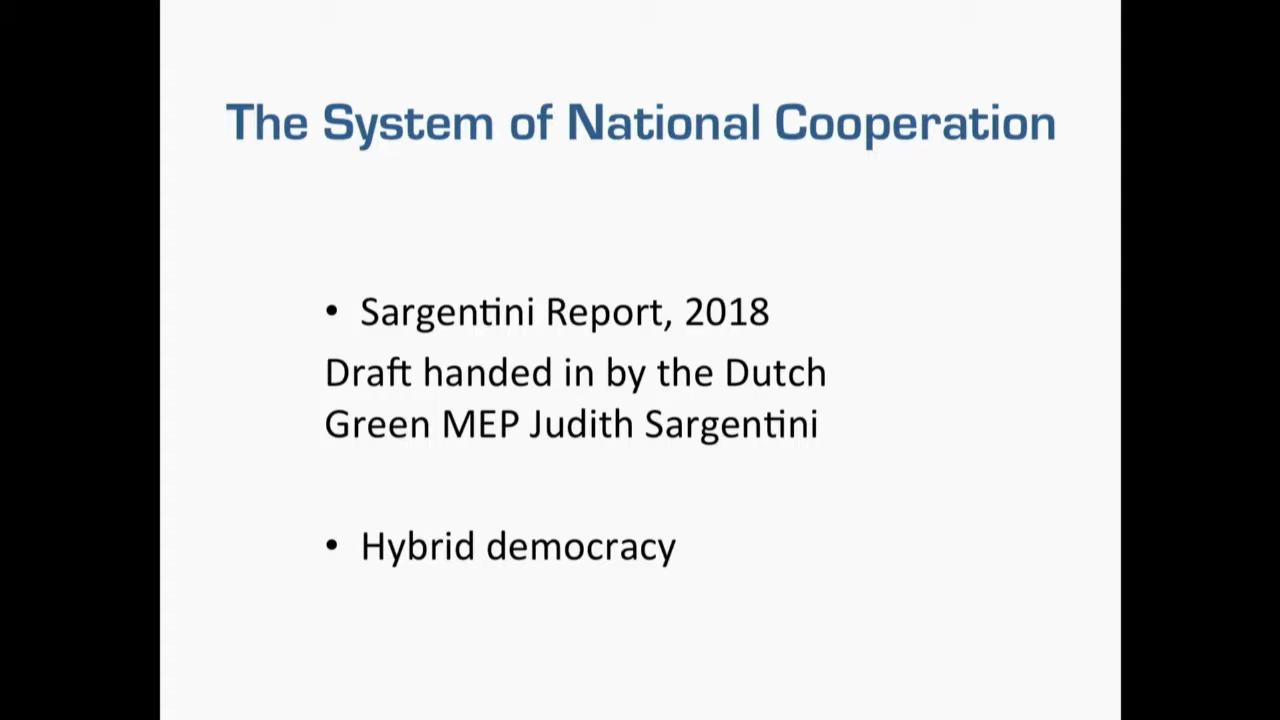 The System of National Cooperation
• Sargentini Report, 2018
Draft handed in by the Dutch
Green MEP Judith Sargentini
• Hybrid democracy